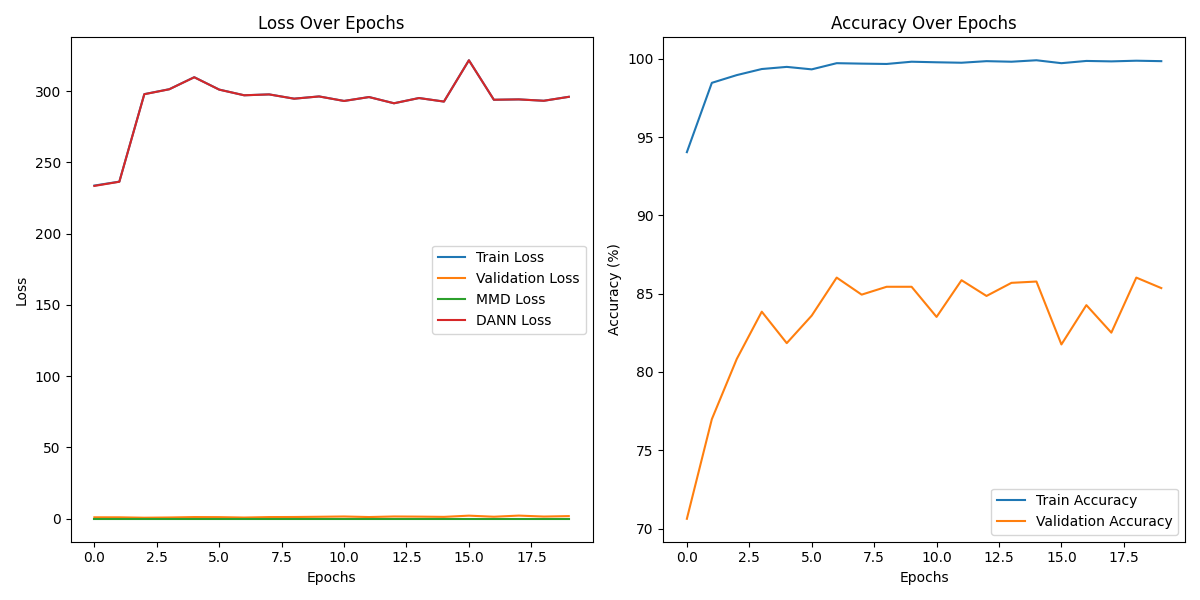 Loss Over Epochs
Loss
300
250
200
150
100
50
0
Train Loss
Validation Loss
MMD Loss
DANN Loss
0.0 2.5 5.0 7.5 10.0 12.5 15.0 17.5
Epochs
Accuracy Over Epochs
Accuracy (%)
100
95
90
85
80
75
70
Train Accuracy
Validation Accuracy
0.0 2.5 5.0 7.5 10.0 12.5 15.0 17.5
Epochs